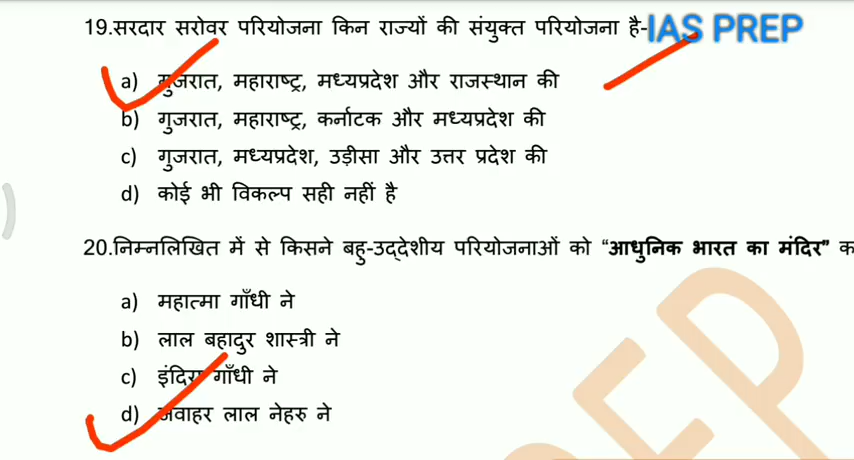 19.सरदार सरोवर परियोजना किन राज्यों की संयुक्त परियोजना है-
IAS PREP
a) गुजरात, महाराष्ट्र, मध्यप्रदेश और राजस्थान की
b) गुजरात, महाराष्ट्र, कर्नाटक और मध्यप्रदेश की
c) गुजरात, मध्यप्रदेश, उड़ीसा और उत्तर प्रदेश की
d) कोई भी विकल्प सही नहीं है
20.निम्नलिखित में से किसने बहु-उद्देशीय परियोजनाओं को “आधुनिक भारत का मंदिर”
a) महात्मा गाँधी ने
b) लाल बहादुर शास्त्री ने
c) इंदिरा गाँधी ने
d) जवाहर लाल नेहरु ने